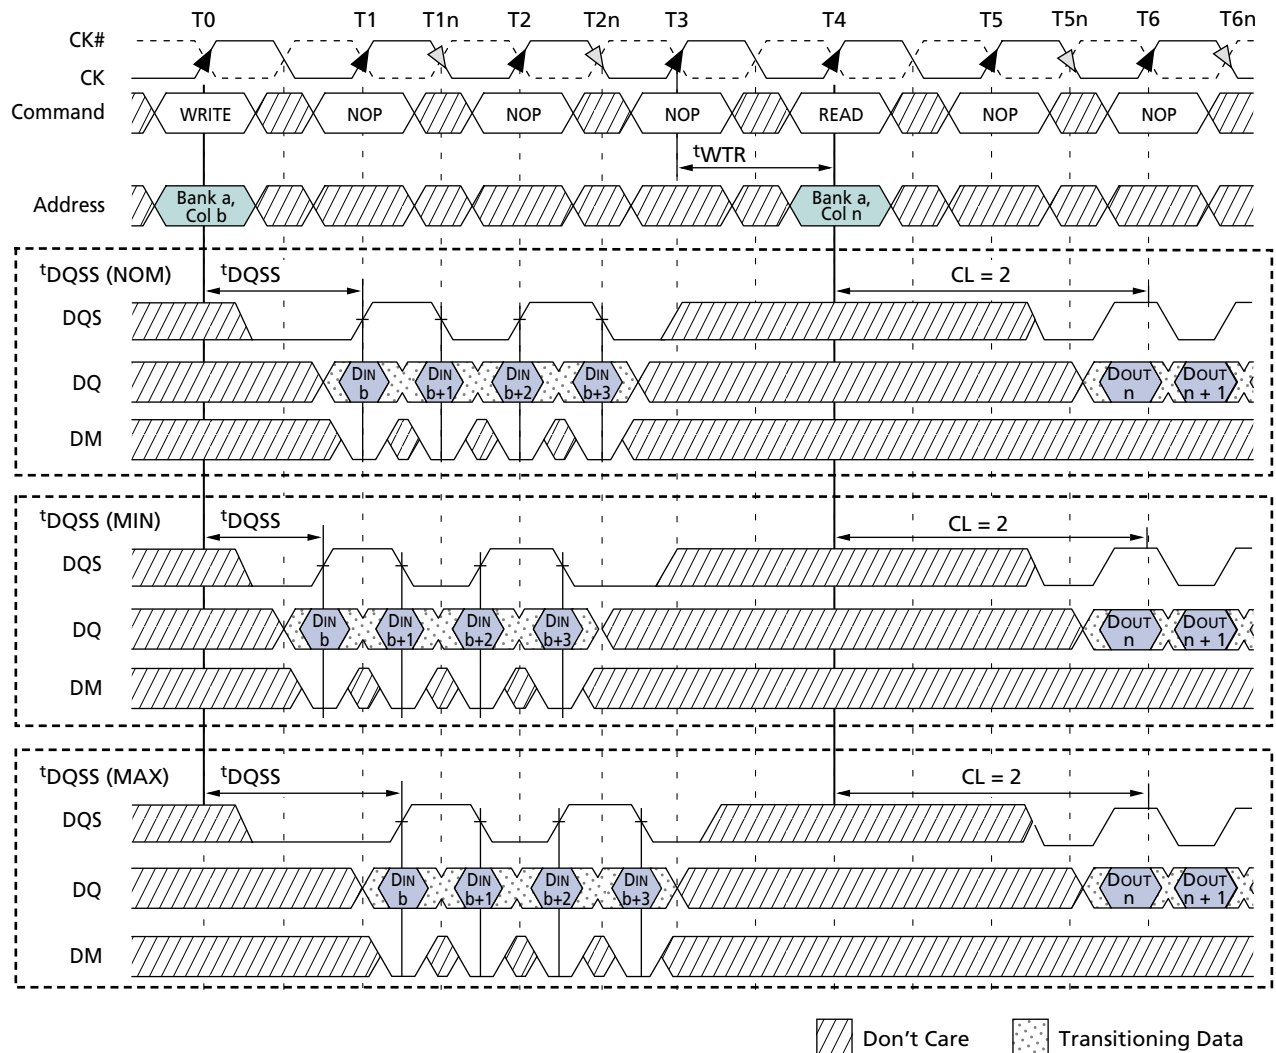 T0 T1 T1n T2 T2n T3 T4 T5 T5n T6 T6n
CK#
CK
Command WRITE NOP NOP NOP READ NOP NOP
tWTR
Address Bank a, Col b Bank a, Col n
tDQSS (NOM) tDQSS CL = 2
DQS
DQ DIN b DIN b+1 DIN b+2 DIN b+3 DOUT n DOUT n + 1
DM
tDQSS (MIN) tDQSS CL = 2
DQS
DQ DIN b DIN b+1 DIN b+2 DIN b+3 DOUT n DOUT n + 1
DM
tDQSS (MAX) tDQSS CL = 2
DQS
DQ DIN b DIN b+1 DIN b+2 DIN b+3 DOUT n DOUT n + 1
DM
Don't Care Transitioning Data